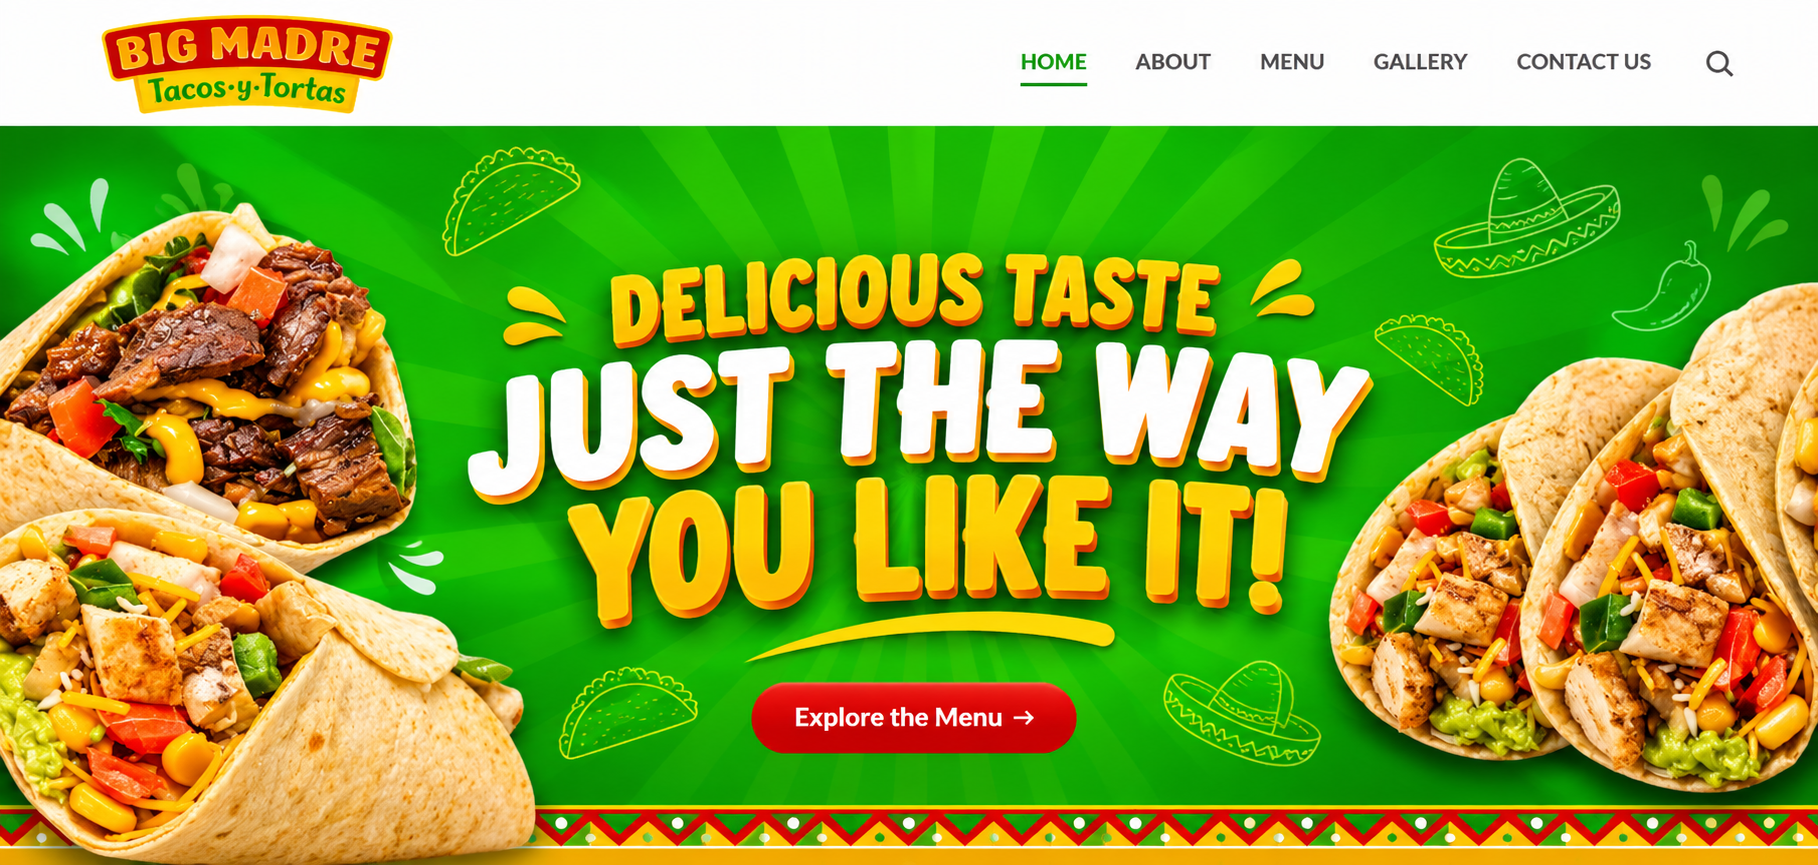 BIG MADRE
Tacos·y·Tortas
HOME ABOUT MENU GALLERY CONTACT US
DELICIOUS TASTE
JUST THE WAY
YOU LIKE IT!
Explore the Menu →